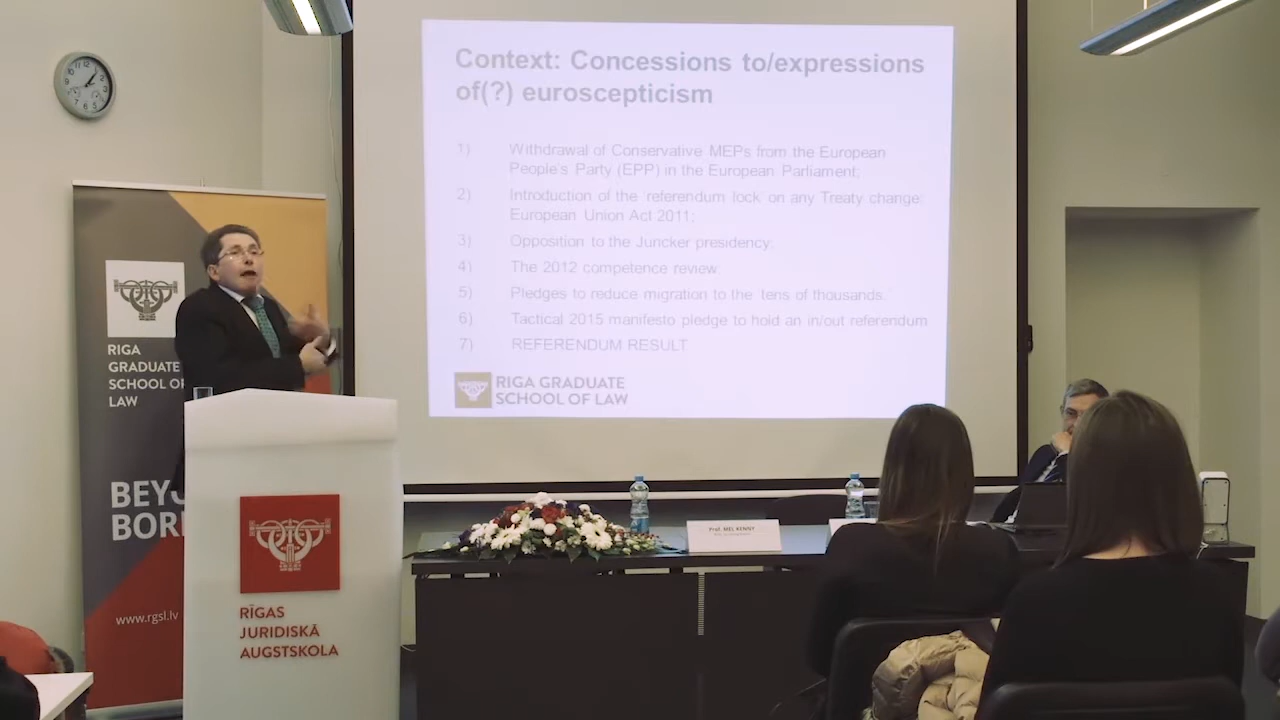 Context: Concessions to/expressions
of(?) euroscepticism
1) Withdrawal of Conservative MEPs from the European
People's Party (EPP) in the European Parliament;
2) Introduction of the 'referendum lock' on any Treaty change:
European Union Act 2011;
3) Opposition to the Juncker presidency;
4) The 2012 competence review.
5) Pledges to reduce migration to the 'tens of thousands.'
6) Tactical 2015 manifesto pledge to hold an in/out referendum
7) REFERENDUM RESULT
RIGA GRADUATE
SCHOOL OF LAW
RIGA
GRADUATE
SCHOOL OF
LAW
BEYO
BORD
www.rgsl.lv
RĪGAS
JURIDISKĀ
AUGSTSKOLA
Prof. MEL KENNY